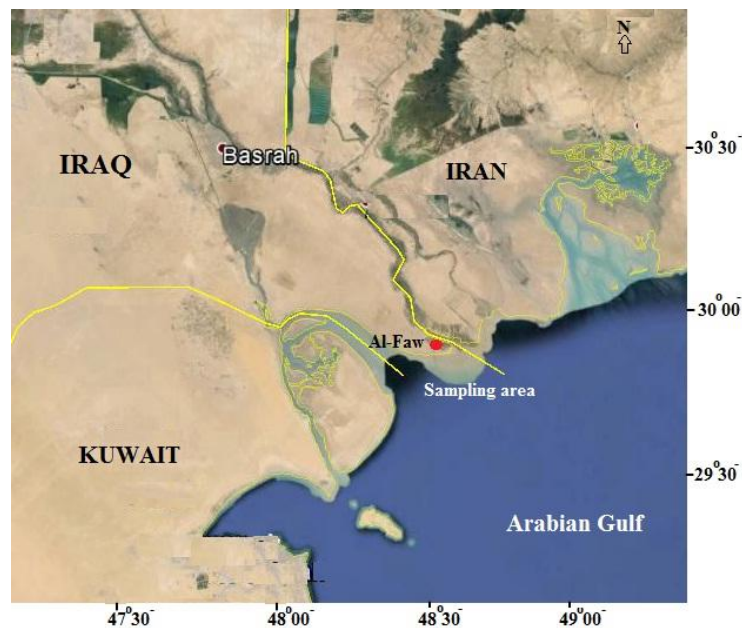 N
IRAQ
Basrah
IRAN
30°30'
30°00'
Al-Faw
Sampling area
KUWAIT
29°30'
Arabian Gulf
47°30'
48°00'
48°30'
49°00'